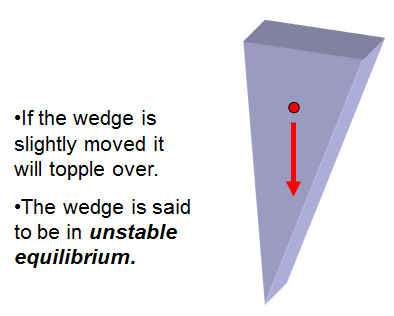 •If the wedge is
slightly moved it
will topple over.
•The wedge is said
to be in unstable
equilibrium.